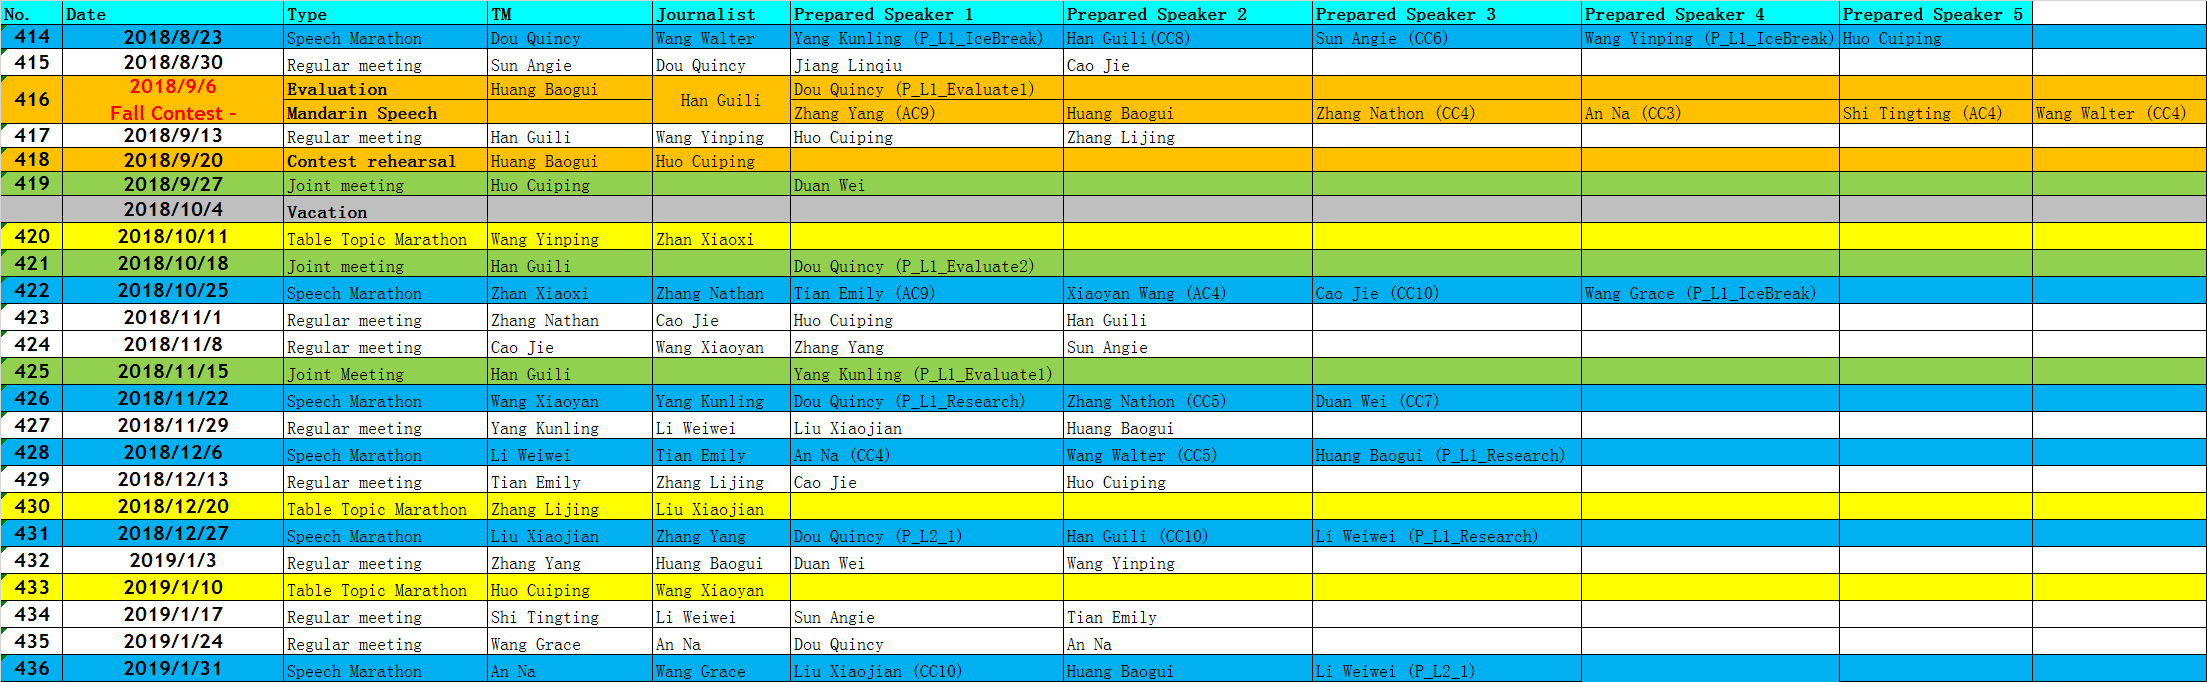 No. Date Type TM Journalist Prepared Speaker 1 Prepared Speaker 2 Prepared Speaker 3 Prepared Speaker 4 Prepared Speaker 5
414 2018/8/23 Speech Marathon Dou Quincy Wang Walter Yang Kunling (P_L1_IceBreak) Han Guili(CC8) Sun Angie (CC6) Wang Yinping (P_L1_IceBreak) Huo Cuiping
415 2018/8/30 Regular meeting Sun Angie Dou Quincy Jiang Linqiu Cao Jie
416 2018/9/6 Evaluation Huang Baogui Han Guili Dou Quincy (P_L1_Evaluate1)
Fall Contest - Mandarin Speech Zhang Yang (AC9) Huang Baogui Zhang Nathon (CC4) An Na (CC3) Shi Tingting (AC4) Wang Walter (CC4)
417 2018/9/13 Regular meeting Han Guili Wang Yinping Huo Cuiping Zhang Lijing
418 2018/9/20 Contest rehearsal Huang Baogui Huo Cuiping
419 2018/9/27 Joint meeting Huo Cuiping Duan Wei
2018/10/4 Vacation
420 2018/10/11 Table Topic Marathon Wang Yinping Zhan Xiaoxi
421 2018/10/18 Joint meeting Han Guili Dou Quincy (P_L1_Evaluate2)
422 2018/10/25 Speech Marathon Zhan Xiaoxi Zhang Nathan Tian Emily (AC9) Xiaoyan Wang (AC4) Cao Jie (CC10) Wang Grace (P_L1_IceBreak)
423 2018/11/1 Regular meeting Zhang Nathan Cao Jie Huo Cuiping Han Guili
424 2018/11/8 Regular meeting Cao Jie Wang Xiaoyan Zhang Yang Sun Angie
425 2018/11/15 Joint Meeting Han Guili Yang Kunling (P_L1_Evaluate1)
426 2018/11/22 Speech Marathon Wang Xiaoyan Yang Kunling Dou Quincy (P_L1_Research) Zhang Nathon (CC5) Duan Wei (CC7)
427 2018/11/29 Regular meeting Yang Kunling Li Weiwei Liu Xiaojian Huang Baogui
428 2018/12/6 Speech Marathon Li Weiwei Tian Emily An Na (CC4) Wang Walter (CC5) Huang Baogui (P_L1_Research)
429 2018/12/13 Regular meeting Tian Emily Zhang Lijing Cao Jie Huo Cuiping
430 2018/12/20 Table Topic Marathon Zhang Lijing Liu Xiaojian
431 2018/12/27 Speech Marathon Liu Xiaojian Zhang Yang Dou Quincy (P_L2_1) Han Guili (CC10) Li Weiwei (P_L1_Research)
432 2019/1/3 Regular meeting Zhang Yang Huang Baogui Duan Wei Wang Yinping
433 2019/1/10 Table Topic Marathon Huo Cuiping Wang Xiaoyan
434 2019/1/17 Regular meeting Shi Tingting Li Weiwei Sun Angie Tian Emily
435 2019/1/24 Regular meeting Wang Grace An Na Dou Quincy An Na
436 2019/1/31 Speech Marathon An Na Wang Grace Liu Xiaojian (CC10) Huang Baogui Li Weiwei (P_L2_1)